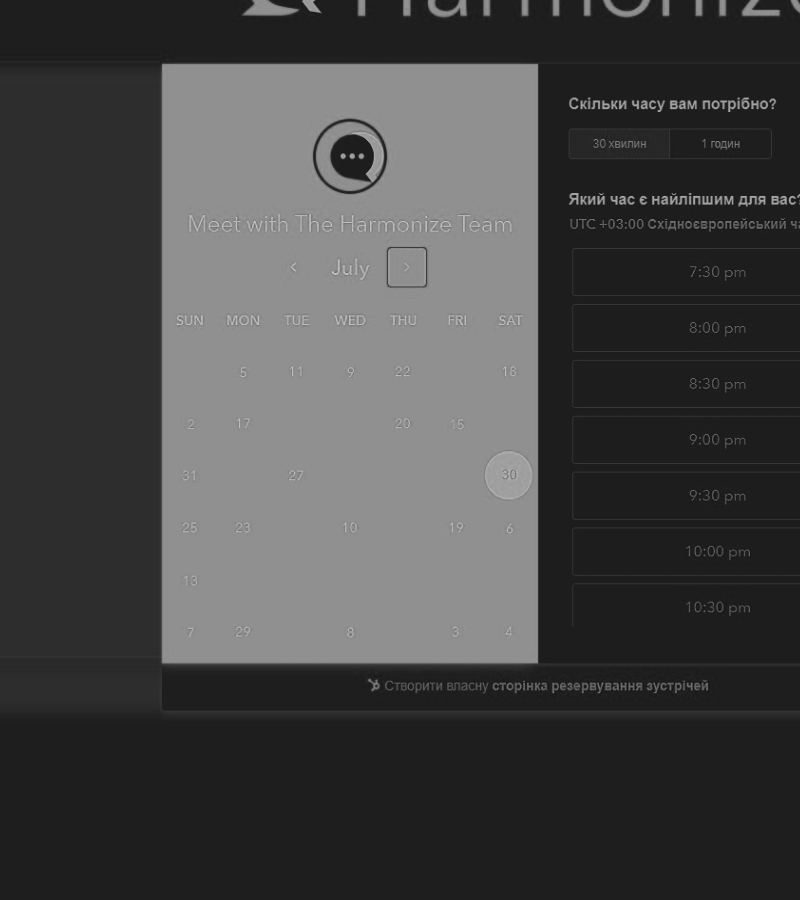 Harmonize
Meet with The Harmonize Team
July
SUN MON TUE WED THU FRI SAT
5 11 9 22 18
2 17 20 15
31 27 30
25 23 10 19 6
13
7 29 8 3 4
Скільки часу вам потрібно?
30 хвилин 1 годин
Який час є найліпшим для вас?
UTC +03:00 Східноєвропейський
7:30 pm
8:00 pm
8:30 pm
9:00 pm
9:30 pm
10:00 pm
10:30 pm
Створити власну сторінка резервування зустрічей